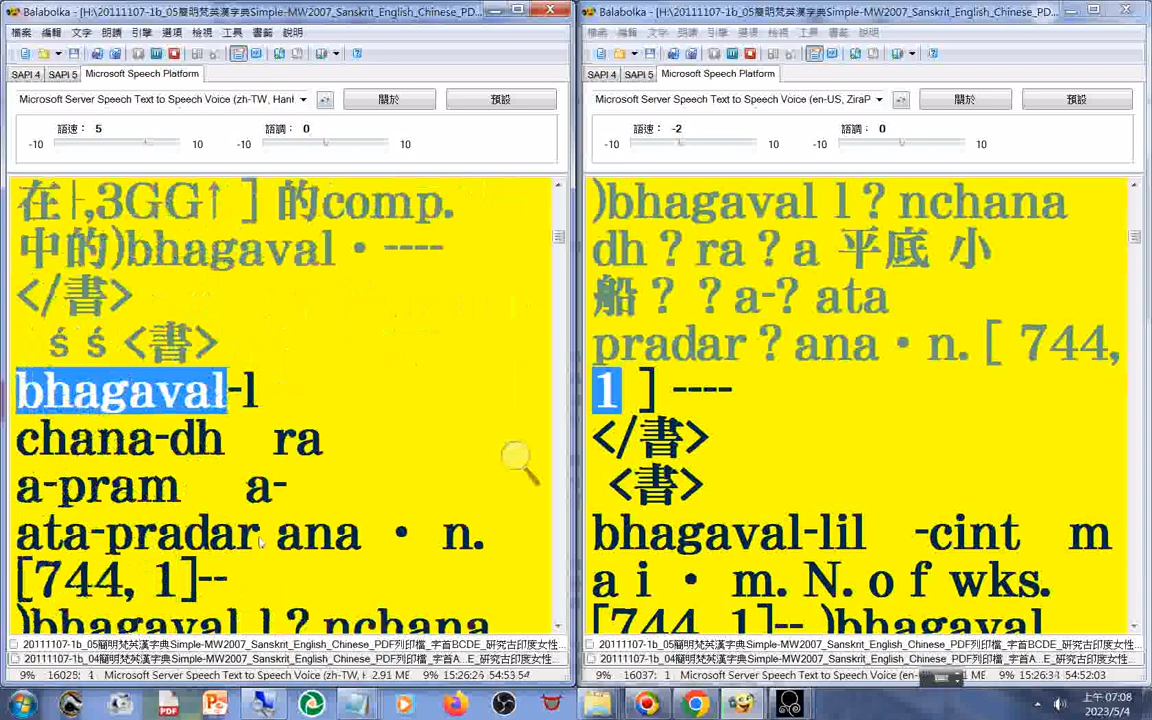 Balabolka - [H:\20111107-1b_05簡明梵英漢字典Simple-MW2007_Sanskrit_English_Chinese_PD...
檔案 編輯 文字 朗讀 引擎 選項 檢視 工具 書籤 說明
SAPI 4 SAPI 5 Microsoft Speech Platform
Microsoft Server Speech Text to Speech Voice (zh-TW, Hanl 關於 預設
語速： 5 語調： 0
-10 10 -10 10
在├,3GG↑ ] 的comp.
中的)bhagaval・----
</書>
ś ś <書>
bhagaval-l
chana-dh ra
a-pram a-
ata-pradar ana ・ n.
[744, 1]--
)bhagaval l？nchana
20111107-1b_05簡明梵英漢字典Simple-MW2007_Sanskrit_English_Chinese_PDF列印檔_字首BCDE_研究古印度女性...
20111107-1b_04簡明梵英漢字典Simple-MW2007_Sanskrit_English_Chinese_PDF列印檔_字首A...E_研究古印度女性...
9% 16025: 1 Microsoft Server Speech Text to Speech Voice (zh-TW, H 2.91 ME 9% 15:26:26 54:53 54
Balabolka - [H:\20111107-1b_05簡明梵英漢字典Simple-MW2007_Sanskrit_English_Chinese_PD...
檔案 編輯 文字 朗讀 引擎 選項 檢視 工具 書籤 說明
SAPI 4 SAPI 5 Microsoft Speech Platform
Microsoft Server Speech Text to Speech Voice (en-US, ZiraP 關於 預設
語速： -2 語調： 0
-10 10 -10 10
)bhagaval l？nchana
dh？ra？a 平底 小
船？ ？a-？ata
pradar？ana・n. [ 744,
1 ] ----
</書>
<書>
bhagaval-lil -cint m
a i ・ m. N. o f wks.
[744, 1]-- )bhagaval
20111107-1b_05簡明梵英漢字典Simple-MW2007_Sanskrit_English_Chinese_PDF列印檔_字首BCDE_研究古印度女性...
20111107-1b_04簡明梵英漢字典Simple-MW2007_Sanskrit_English_Chinese_PDF列印檔_字首A...E_研究古印度女性...
9% 16037: 1 Microsoft Server Speech Text to Speech Voice (en- ME 9% 15:26:3 54:52:03
PDF
上午 07:08
2023/5/4